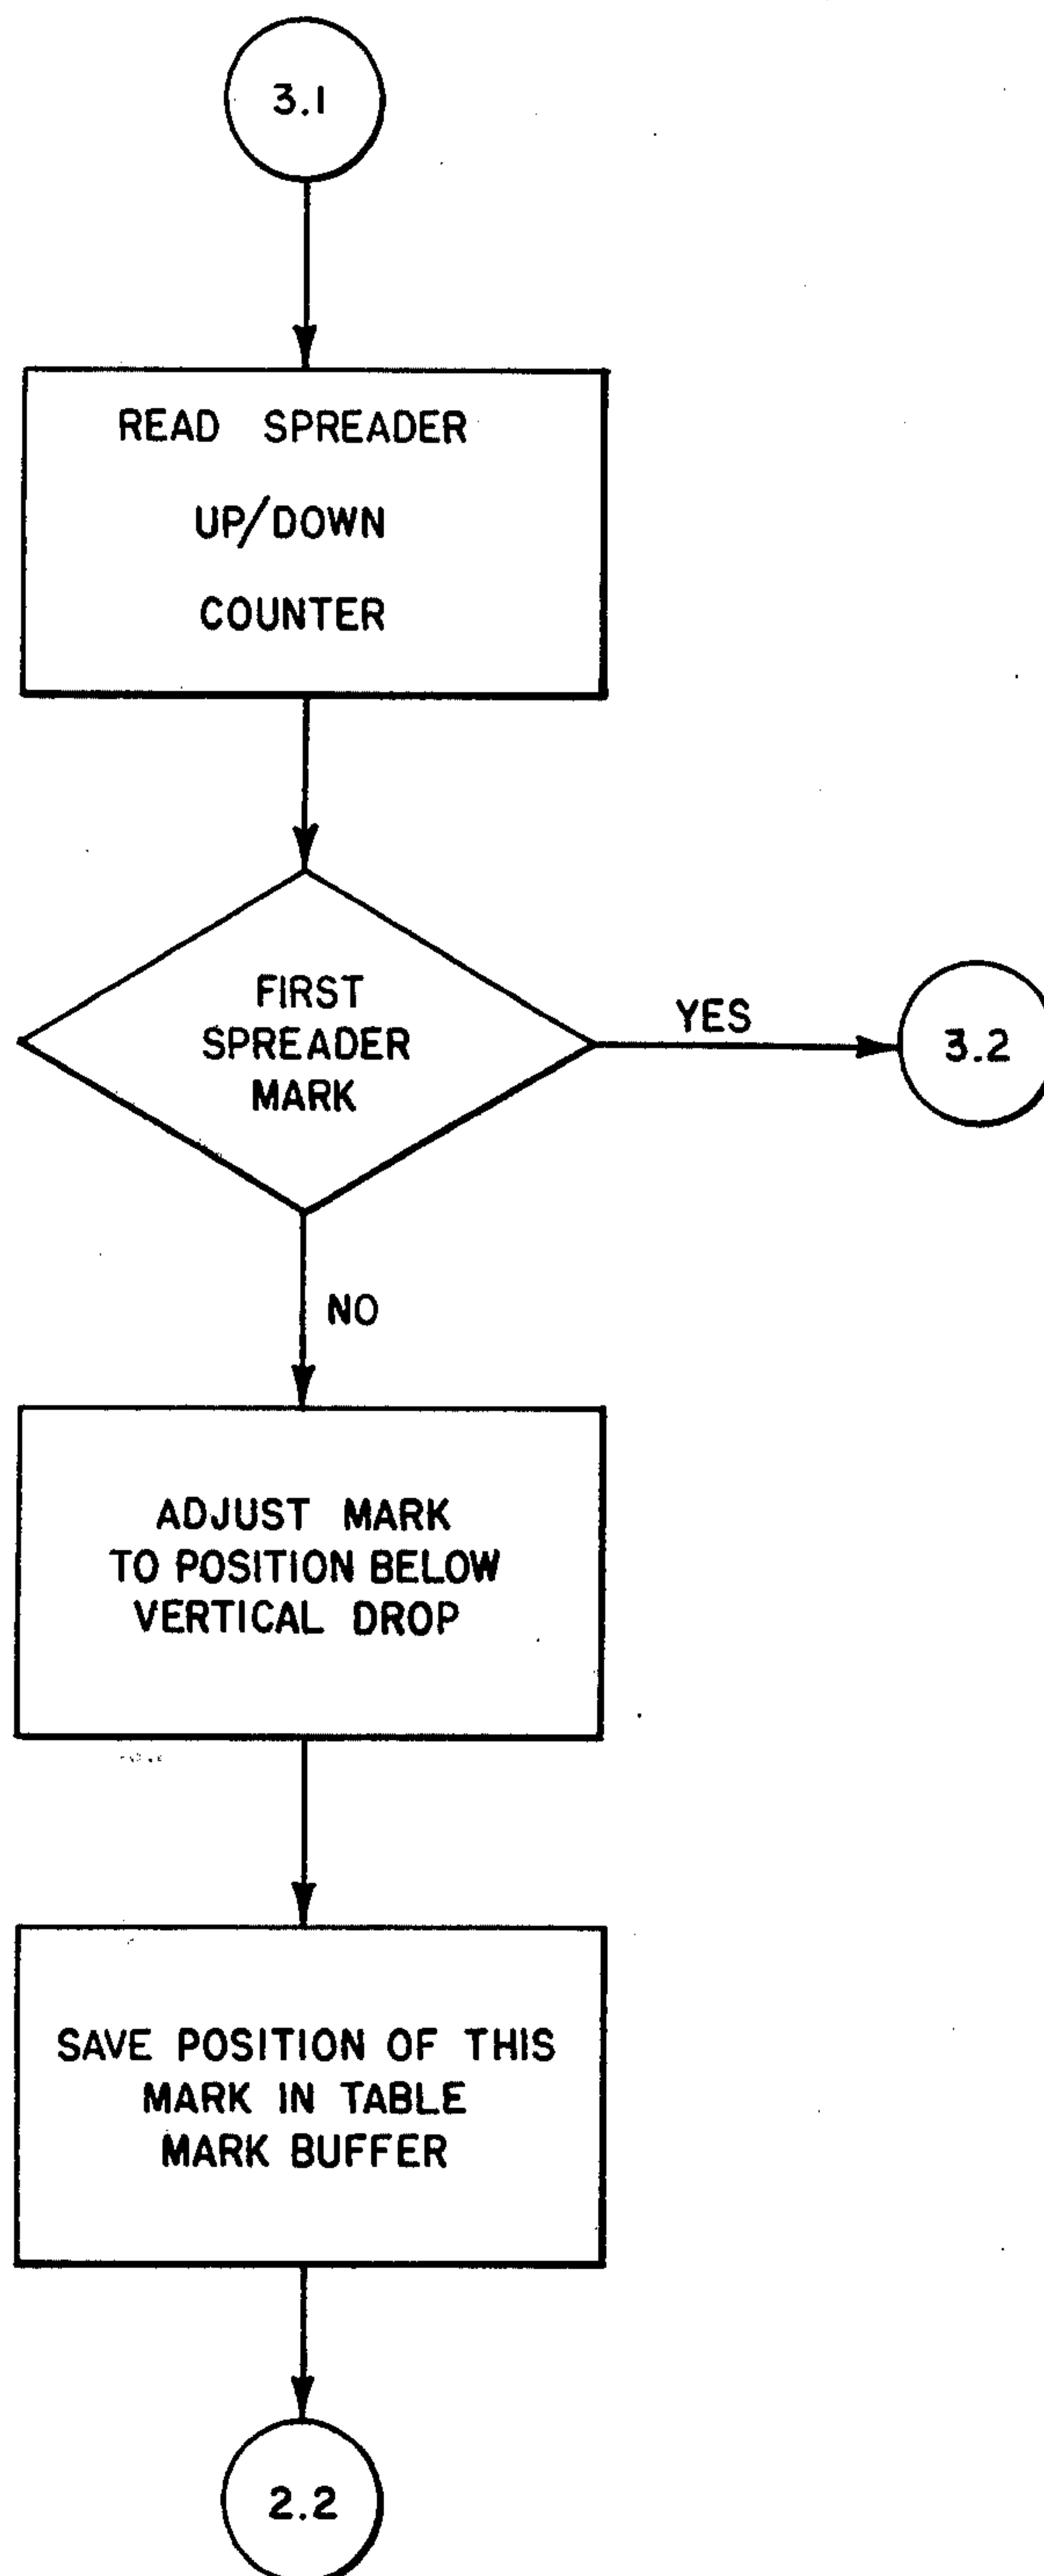 3.1
READ SPREADER
UP/DOWN
COUNTER
FIRST
SPREADER
MARK
YES
3.2
NO
ADJUST MARK
TO POSITION BELOW
VERTICAL DROP
SAVE POSITION OF THIS
MARK IN TABLE
MARK BUFFER
2.2